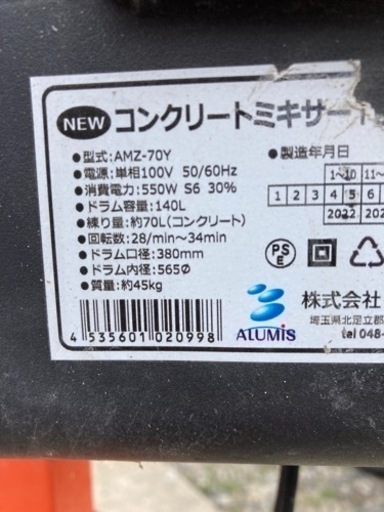 NEW コンクリートミキサー
●型式:AMZ-70Y
●電源:単相100V 50/60Hz
●消費電力:550W S6 30%
●ドラム容量:140L
●練り量:約70L(コンクリート)
●回転数:28/min〜34min
●ドラム口径:380mm
●ドラム内径:565Φ
●質量:約45kg
●製造年月日
1〜10 11〜
1 2 3 4 5 6
2022 202
PSE
4 535601 020998
ALUMiS
株式会社
埼玉県北足立郡
tel 048-